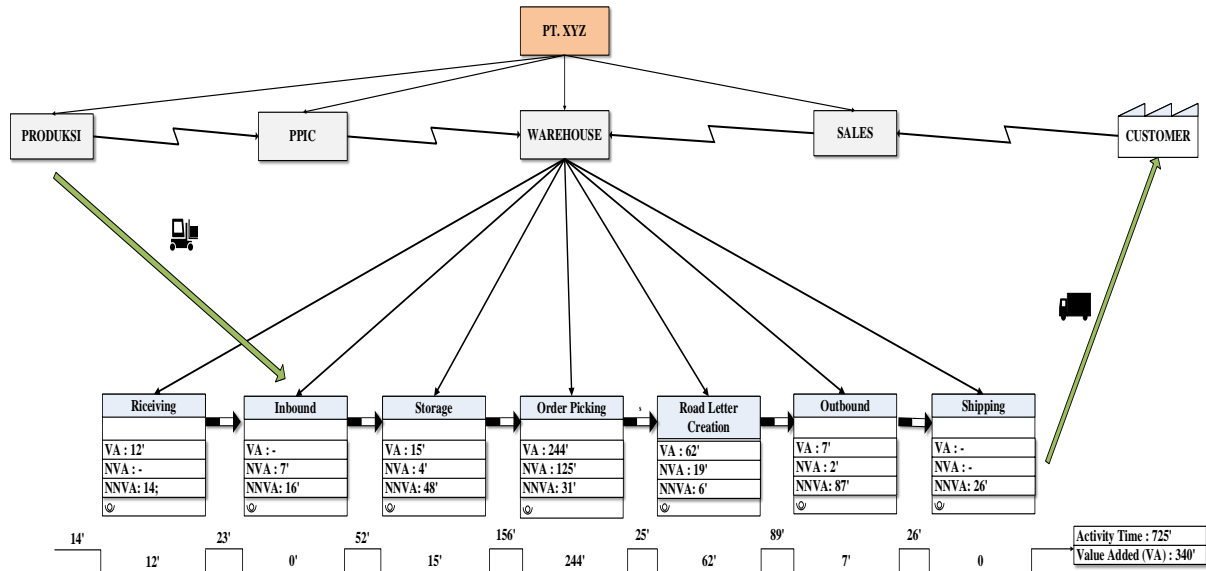 PT. XYZ
PRODUKSI
PPIC
WAREHOUSE
SALES
CUSTOMER
Riceiving
VA : 12'
NVA : -
NNVA: 14;
Inbound
VA : -
NVA : 7'
NNVA: 16'
Storage
VA : 15'
NVA : 4'
NNVA: 48'
Order Picking
VA : 244'
NVA : 125'
NNVA: 31'
s
Road Letter
Creation
VA : 62'
NVA : 19'
NNVA: 6'
Outbound
VA : 7'
NVA : 2'
NNVA: 87'
Shipping
VA : -
NVA : -
NNVA: 26'
14' 23' 52' 156' 25' 89' 26'
12' 0' 15' 244' 62' 7' 0
Activity Time : 725'
Value Added (VA) : 340'